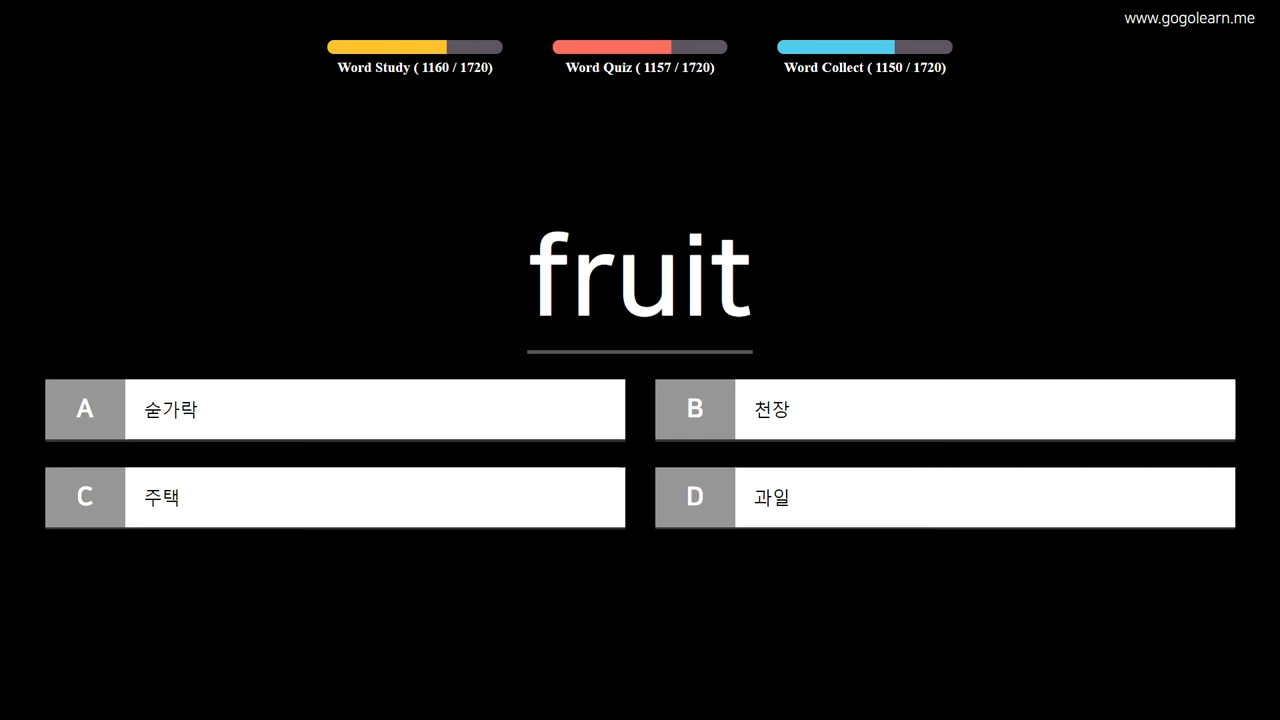 www.gogolearn.me
Word Study ( 1160 / 1720)
Word Quiz ( 1157 / 1720)
Word Collect ( 1150 / 1720)
fruit
A 숟가락
B 천장
C 주택
D 과일